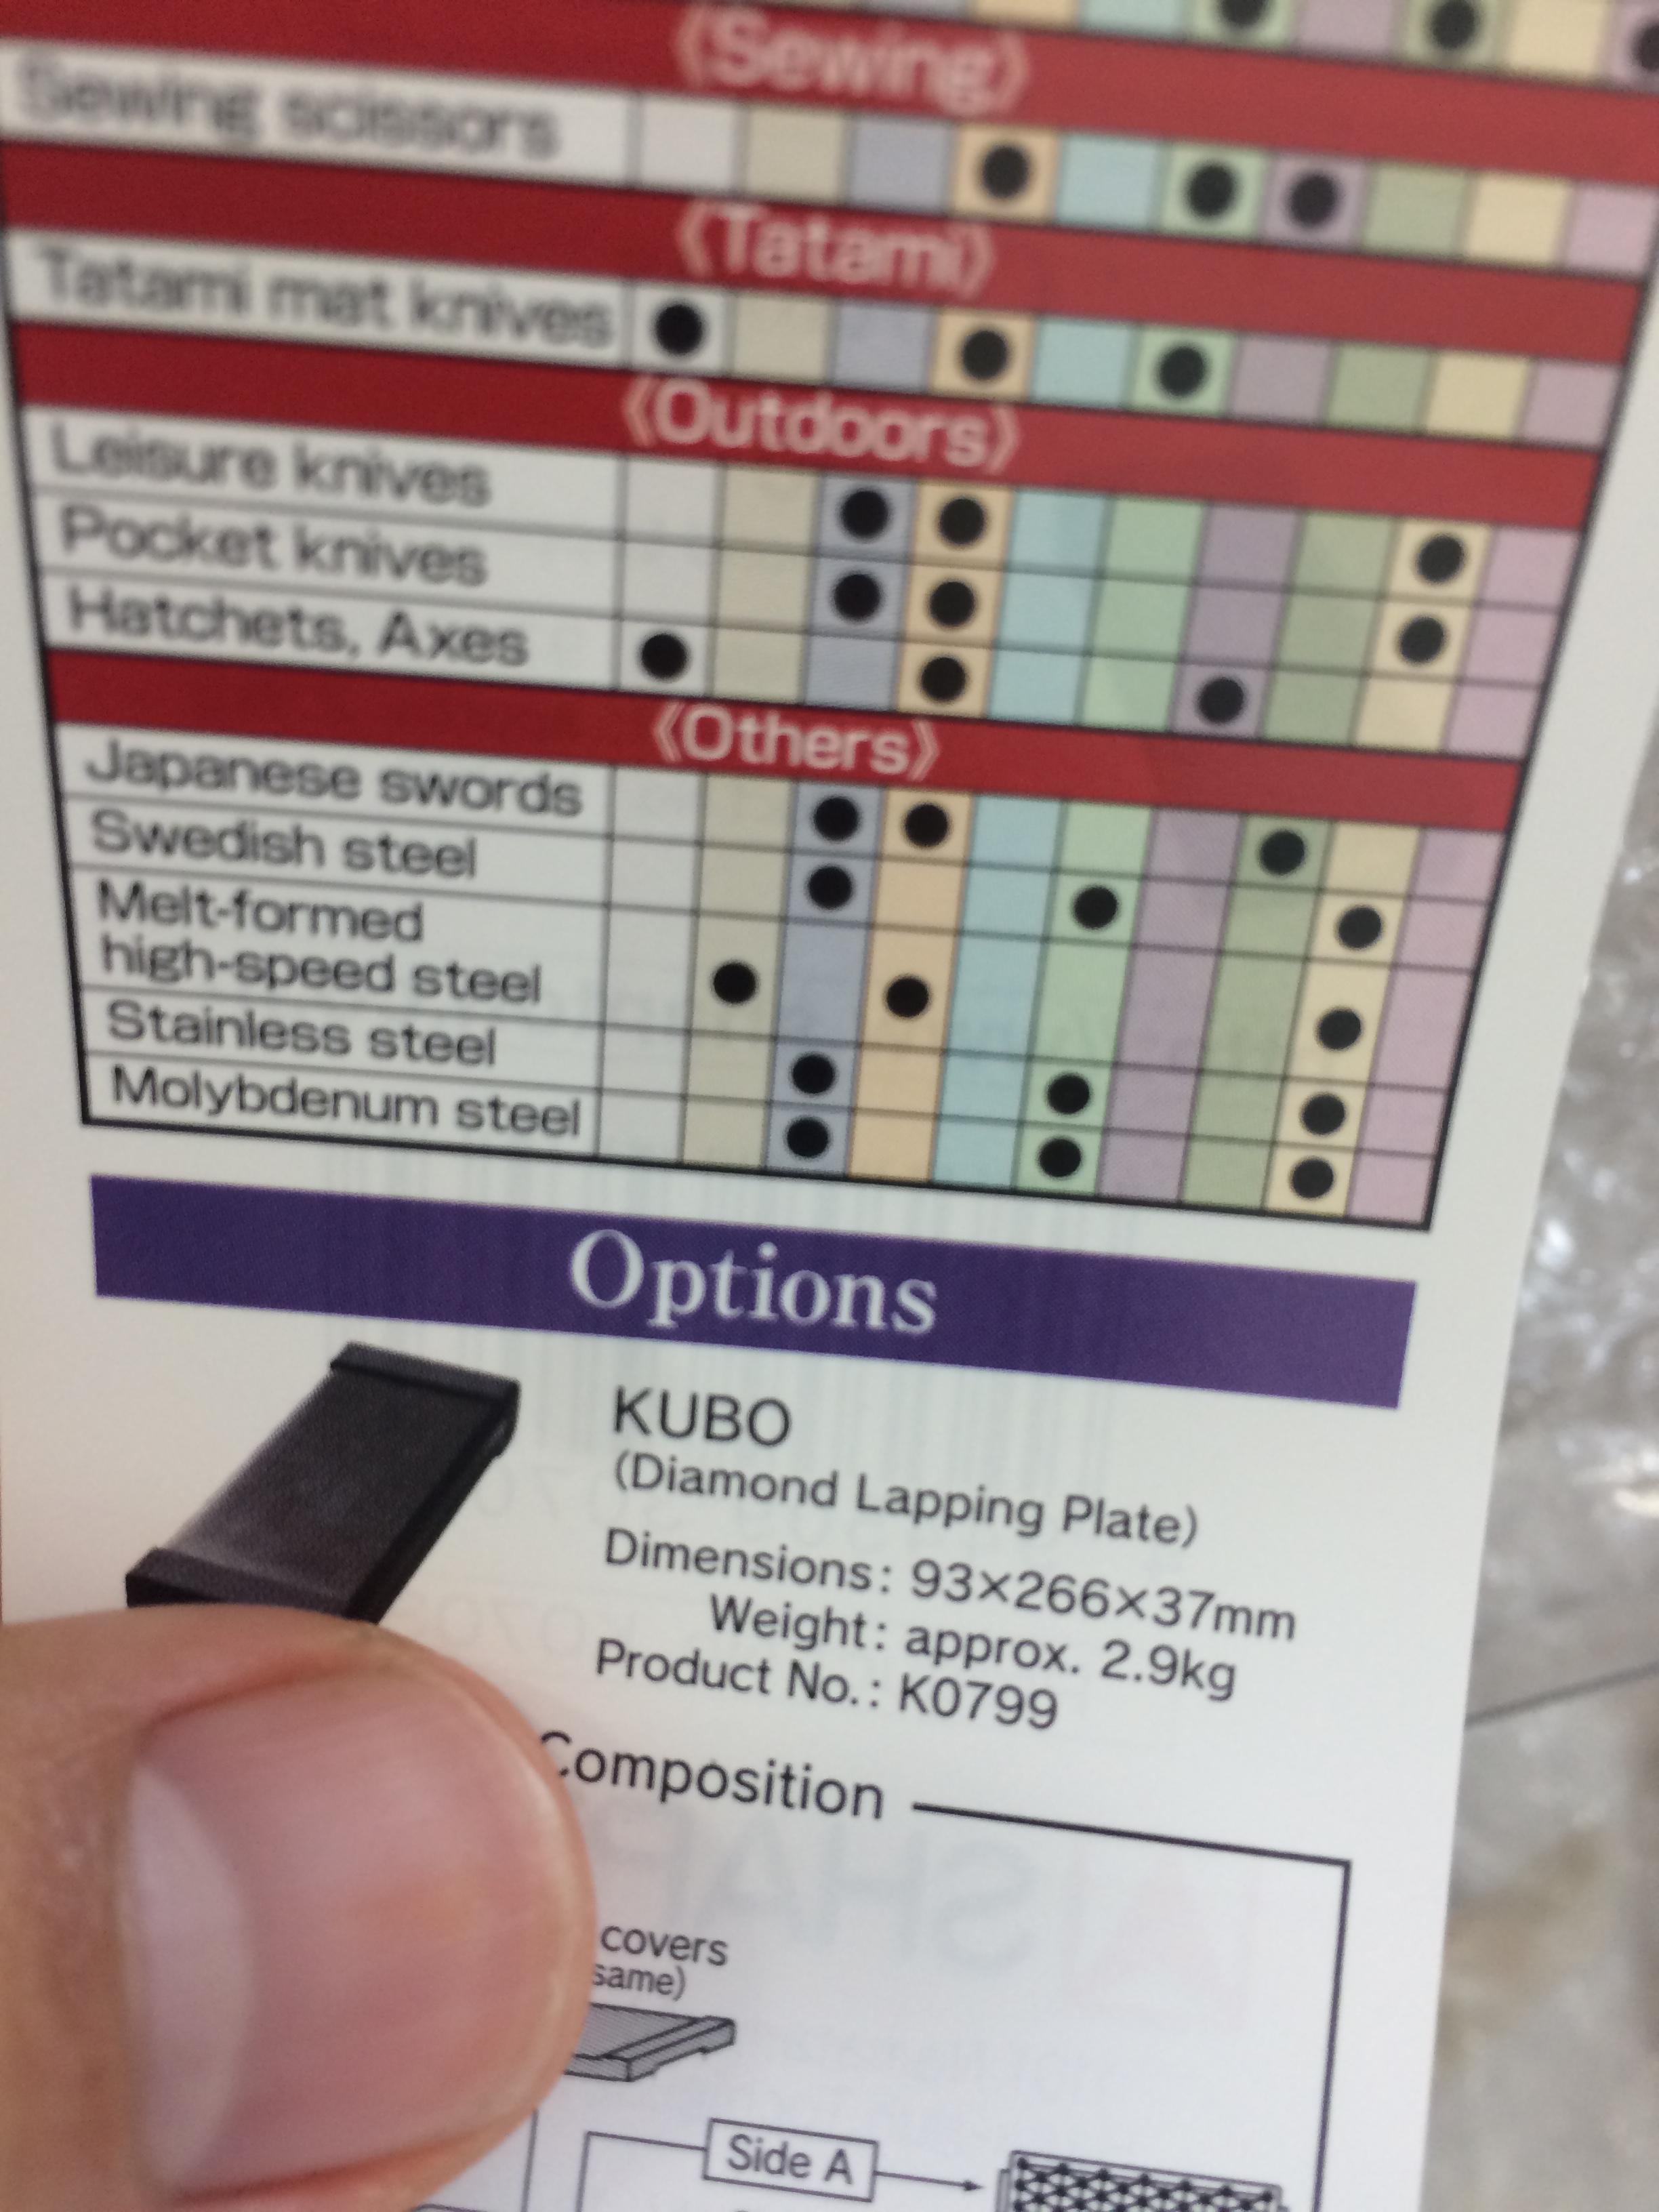 《Sewing》
Sewing scissors
《Tatami》
Tatami mat knives
《Outdoors》
Leisure knives
Pocket knives
Hatchets, Axes
《Others》
Japanese swords
Swedish steel
Melt-formed
high-speed steel
Stainless steel
Molybdenum steel
Options
KUBO
(Diamond Lapping Plate)
Dimensions: 93×266×37mm
Weight: approx. 2.9kg
Product No.: K0799
Composition
covers
same)
Side A